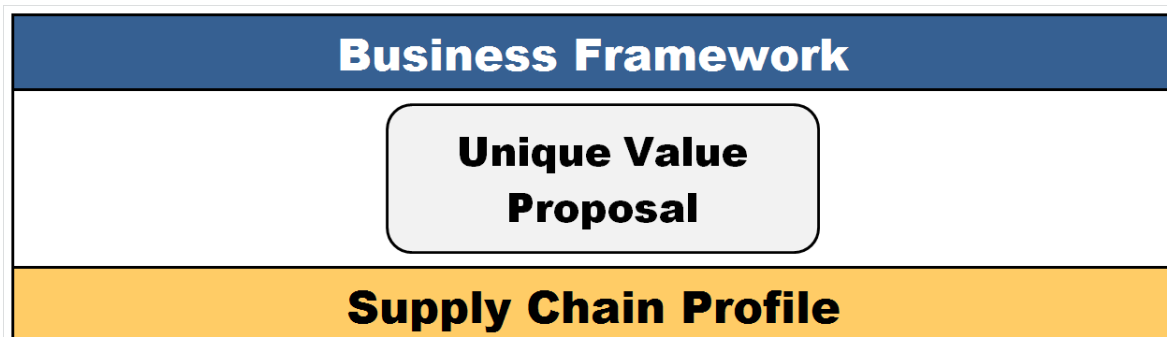 Business Framework
Unique Value
Proposal
Supply Chain Profile